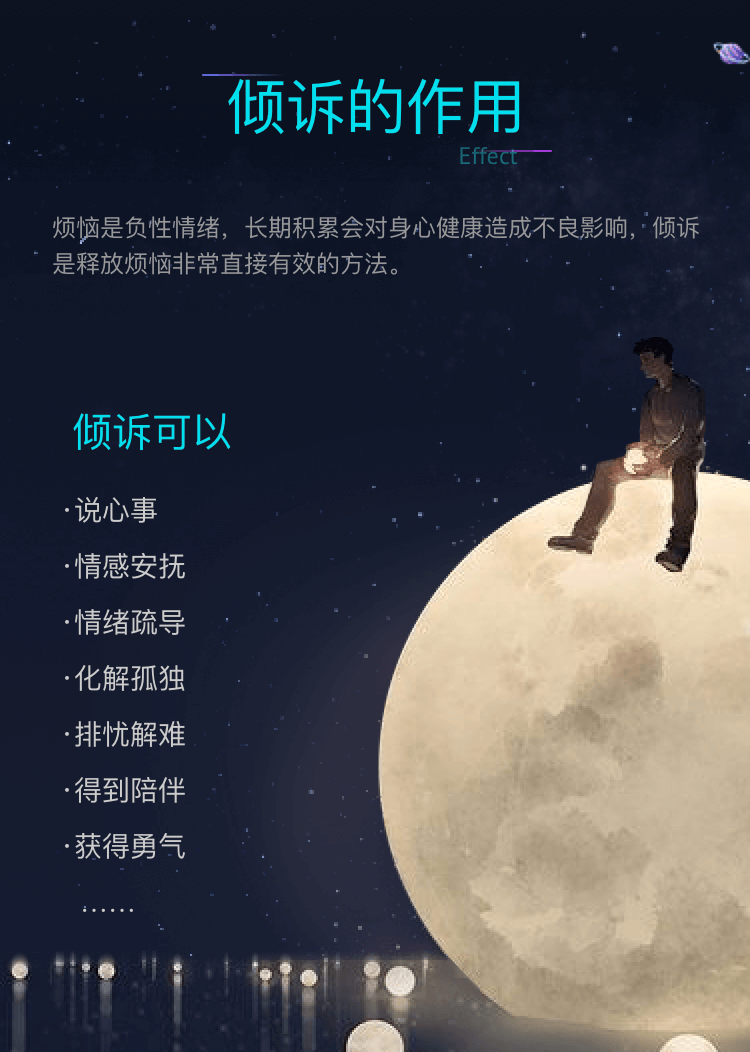 倾诉的作用
Effect
烦恼是负性情绪，长期积累会对身心健康造成不良影响，倾诉
是释放烦恼非常直接有效的方法。
倾诉可以
·说心事
·情感安抚
·情绪疏导
·化解孤独
·排忧解难
·得到陪伴
·获得勇气
······